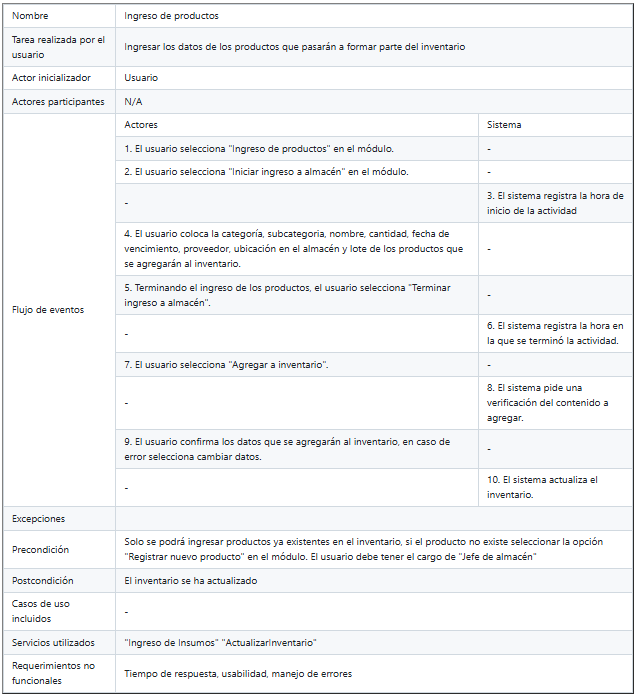 Nombre
Ingreso de productos
Tarea realizada por el
usuario
Ingresar los datos de los productos que pasarán a formar parte del inventario
Actor inicializador
Usuario
Actores participantes
N/A
Flujo de eventos
Actores
Sistema
1. El usuario selecciona "Ingreso de productos" en el módulo.
-
2. El usuario selecciona "Iniciar ingreso a almacén" en el módulo.
-
-
3. El sistema registra la hora de
inicio de la actividad
4. El usuario coloca la categoría, subcategoria, nombre, cantidad, fecha de
vencimiento, proveedor, ubicación en el almacén y lote de los productos que
se agregarán al inventario.
-
5. Terminando el ingreso de los productos, el usuario selecciona "Terminar
ingreso a almacén".
-
-
6. El sistema registra la hora en
la que se terminó la actividad.
7. El usuario selecciona "Agregar a inventario".
-
-
8. El sistema pide una
verificación del contenido a
agregar.
9. El usuario confirma los datos que se agregarán al inventario, en caso de
error selecciona cambiar datos.
-
-
10. El sistema actualiza el
inventario.
Excepciones
Precondición
Solo se podrá ingresar productos ya existentes en el inventario, si el producto no existe seleccionar la opción
"Registrar nuevo producto" en el módulo. El usuario debe tener el cargo de "Jefe de almacén"
Postcondición
El inventario se ha actualizado
Casos de uso
incluidos
-
Servicios utilizados
"Ingreso de Insumos" "ActualizarInventario"
Requerimientos no
funcionales
Tiempo de respuesta, usabilidad, manejo de errores